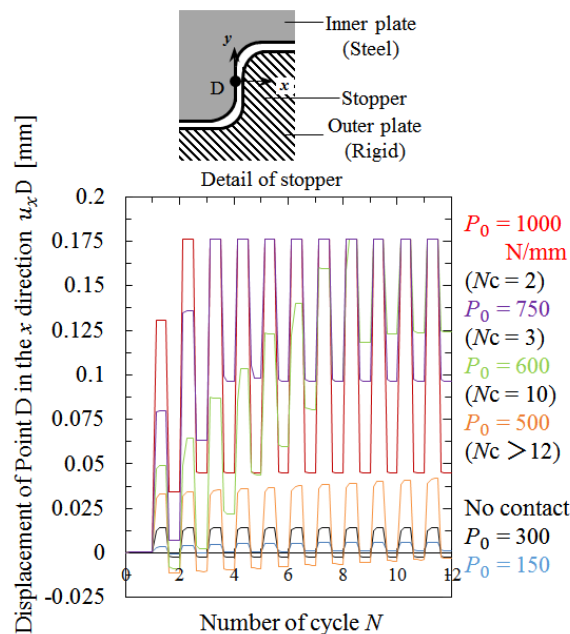 Inner plate
(Steel)
y
D
x
Stopper
Outer plate
(Rigid)
Detail of stopper
Displacement of Point D in the x direction uxD [mm]
0.2
0.175
0.15
0.125
0.1
0.075
0.05
0.025
0
-0.025
0 2 4 6 8 10 12
Number of cycle N
P0 = 1000
N/mm
(Nc = 2)
P0 = 750
(Nc = 3)
P0 = 600
(Nc = 10)
P0 = 500
(Nc > 12)
No contact
P0 = 300
P0 = 150